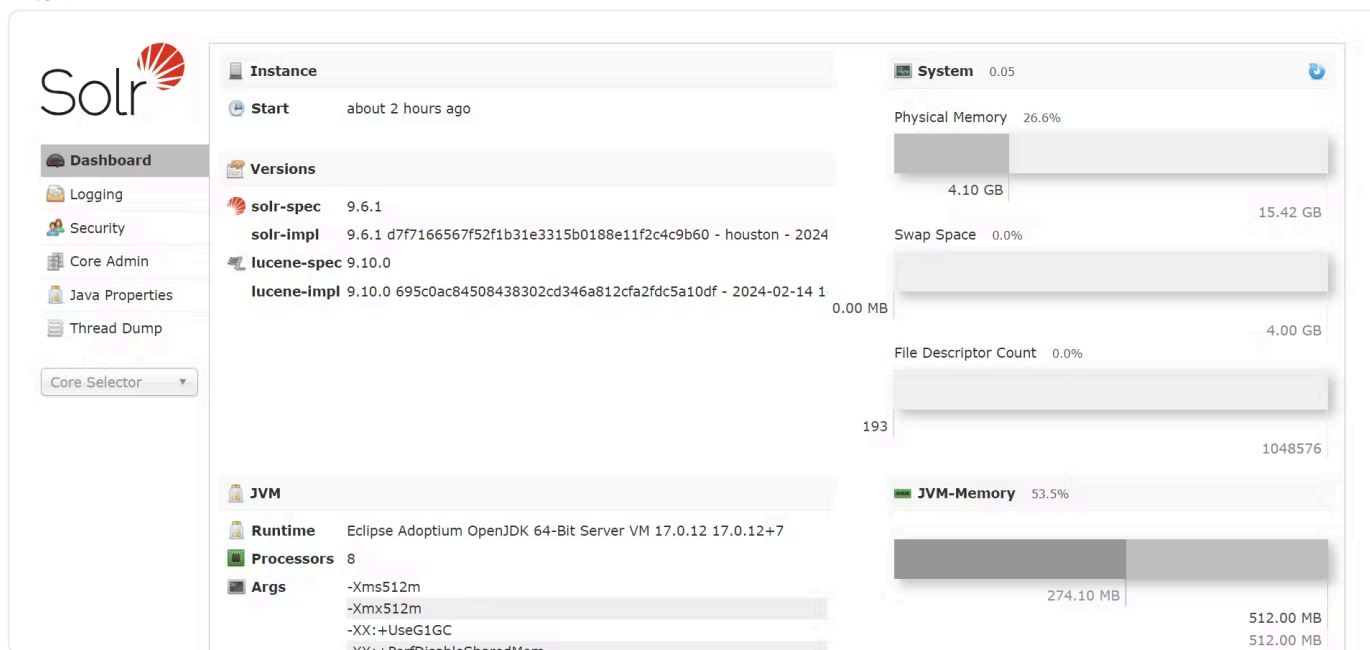 Solr
Dashboard
Logging
Security
Core Admin
Java Properties
Thread Dump
Core Selector
Instance
Start about 2 hours ago
Versions
solr-spec 9.6.1
solr-impl 9.6.1 d7f7166567f52f1b31e3315b0188e11f2c4c9b60 - houston - 2024
lucene-spec 9.10.0
lucene-impl 9.10.0 695c0ac84508438302cd346a812cfa2fdc5a10df - 2024-02-14 1
JVM
Runtime Eclipse Adoptium OpenJDK 64-Bit Server VM 17.0.12 17.0.12+7
Processors 8
Args -Xms512m
-Xmx512m
-XX:+UseG1GC
-XX:+PerfDisableSharedMem
System 0.05
Physical Memory 26.6%
4.10 GB
15.42 GB
Swap Space 0.0%
0.00 MB
4.00 GB
File Descriptor Count 0.0%
193
1048576
JVM-Memory 53.5%
274.10 MB
512.00 MB
512.00 MB